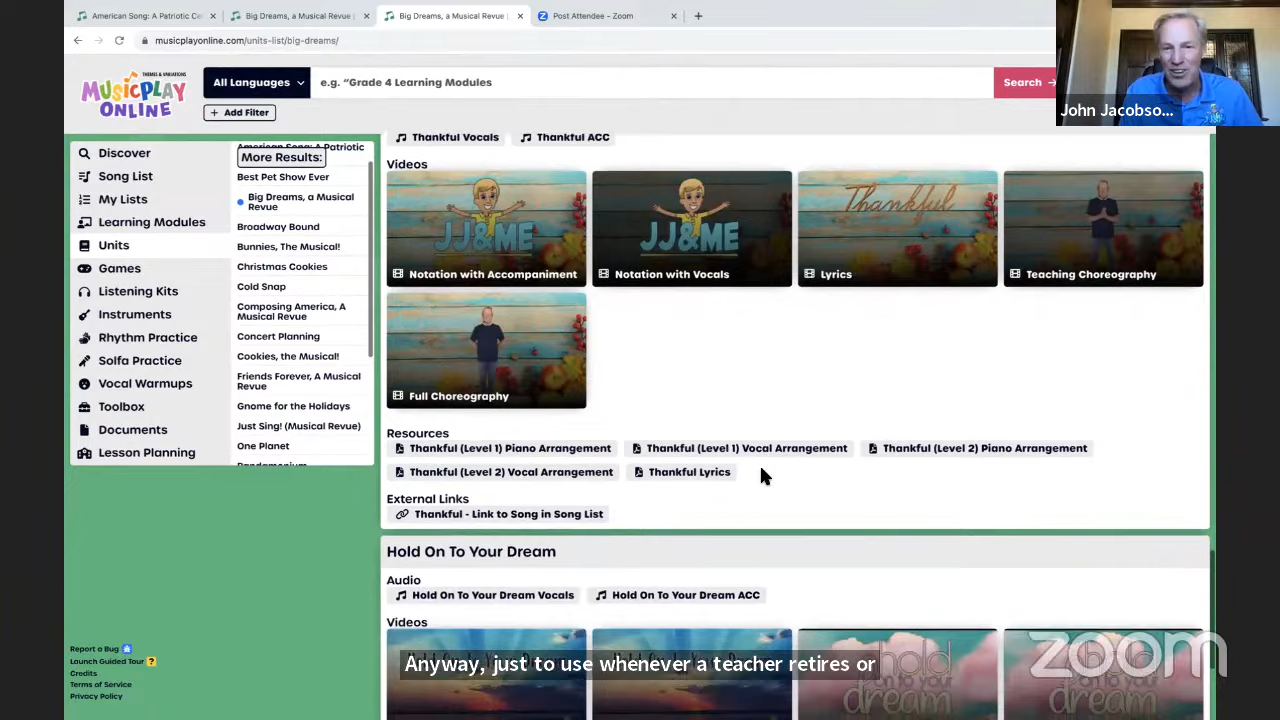 American Song: A Patriotic Ce
Big Dreams, a Musical Revue
Big Dreams, a Musical Revue
Post Attendee - Zoom
musicplayonline.com/units-list/big-dreams/
THEMES & VARIATIONS
MUSICPLAY
ONLINE
All Languages
e.g. “Grade 4 Learning Modules
Search
Add Filter
John Jacobso...
Discover
Song List
My Lists
Learning Modules
Units
Games
Listening Kits
Instruments
Rhythm Practice
Solfa Practice
Vocal Warmups
Toolbox
Documents
Lesson Planning
American Song: A Patriotic
More Results:
Best Pet Show Ever
Big Dreams, a Musical
Revue
Broadway Bound
Bunnies, The Musical!
Christmas Cookies
Cold Snap
Composing America, A
Musical Revue
Concert Planning
Cookies, the Musical!
Friends Forever, A Musical
Revue
Gnome for the Holidays
Just Sing! (Musical Revue)
One Planet
Thankful Vocals
Thankful ACC
Videos
JJ&ME
Notation with Accompaniment
JJ&ME
Notation with Vocals
Thankful
Lyrics
Teaching Choreography
Full Choreography
Resources
Thankful (Level 1) Piano Arrangement
Thankful (Level 1) Vocal Arrangement
Thankful (Level 2) Piano Arrangement
Thankful (Level 2) Vocal Arrangement
Thankful Lyrics
External Links
Thankful - Link to Song in Song List
Hold On To Your Dream
Audio
Hold On To Your Dream Vocals
Hold On To Your Dream ACC
Videos
hold
dream
hold
dream
Report a Bug
Launch Guided Tour
Credits
Terms of Service
Privacy Policy
Anyway, just to use whenever a teacher retires or
zoom